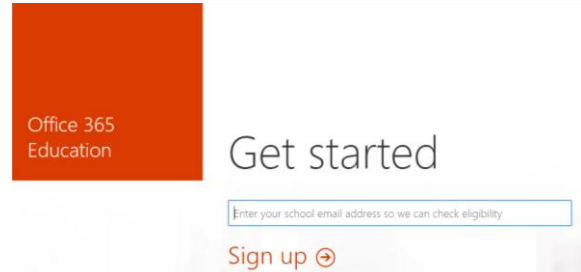 Office 365
Education
Get started
Enter your school email address so we can check eligibility
Sign up